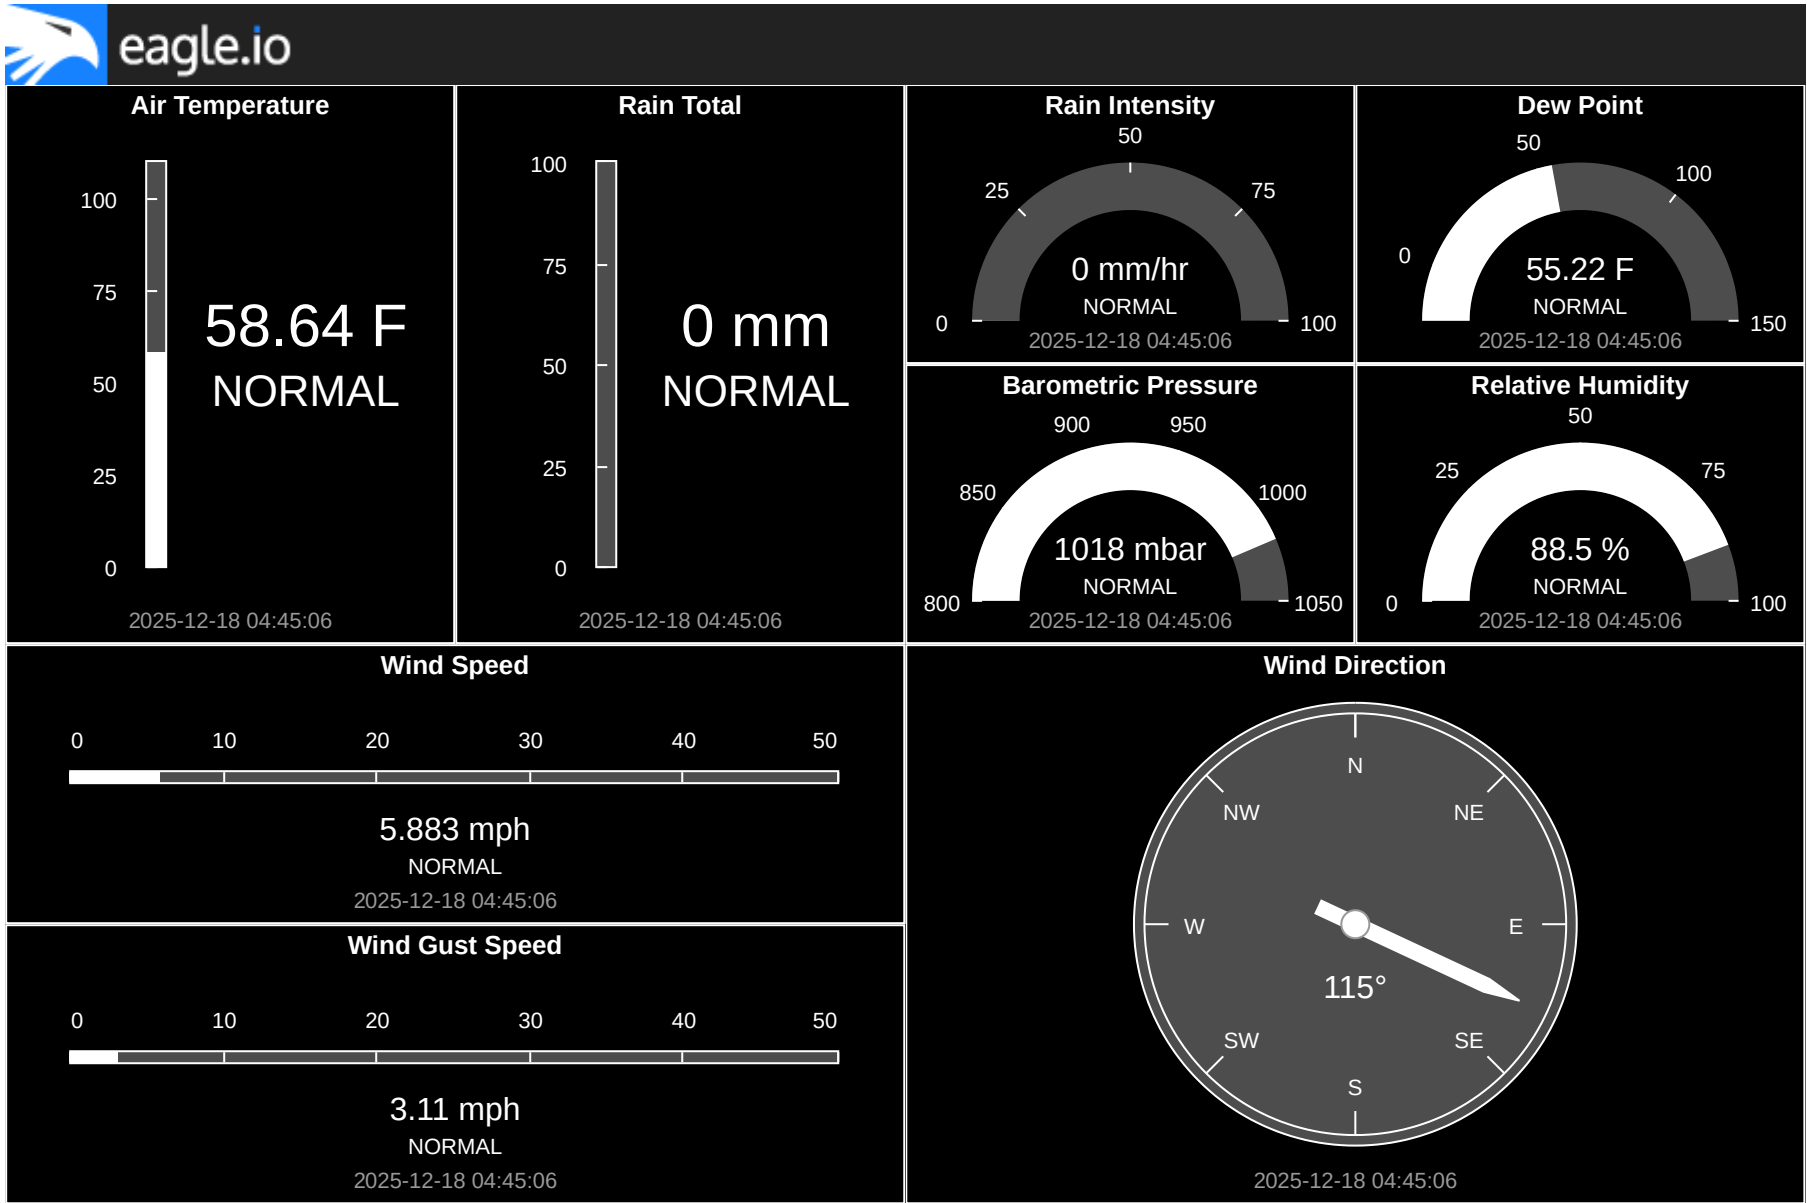 eagle.io
Air Temperature
100
75
50
25
0
58.64 F
NORMAL
2025-12-18 04:45:06
Rain Total
100
75
50
25
0
0 mm
NORMAL
2025-12-18 04:45:06
Rain Intensity
50
25
75
0
100
0 mm/hr
NORMAL
2025-12-18 04:45:06
Dew Point
50
100
0
150
55.22 F
NORMAL
2025-12-18 04:45:06
Barometric Pressure
900
950
850
1000
800
1050
1018 mbar
NORMAL
2025-12-18 04:45:06
Relative Humidity
50
25
75
0
100
88.5 %
NORMAL
2025-12-18 04:45:06
Wind Speed
0 10 20 30 40 50
5.883 mph
NORMAL
2025-12-18 04:45:06
Wind Gust Speed
0 10 20 30 40 50
3.11 mph
NORMAL
2025-12-18 04:45:06
Wind Direction
N
NW NE
W E
115°
SW SE
S
2025-12-18 04:45:06